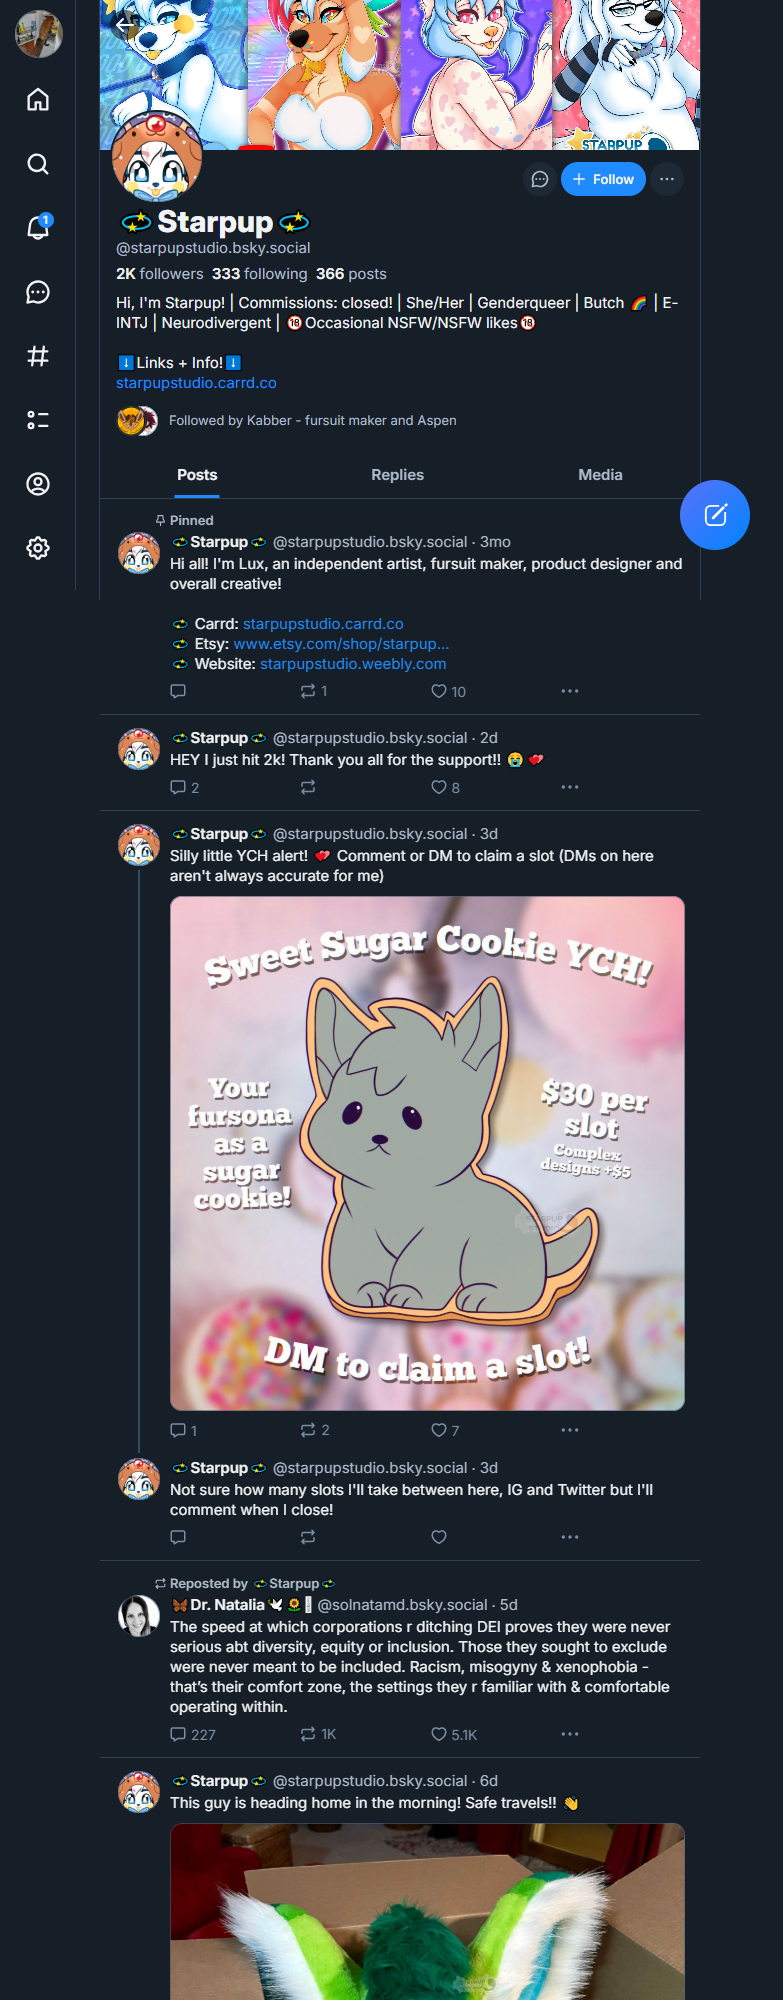 STARPUP
Follow
1
Starpup
@starpupstudio.bsky.social
2K followers 333 following 366 posts
Hi, I'm Starpup! | Commissions: closed! | She/Her | Genderqueer | Butch 🌈 | E-
INTJ | Neurodivergent | 🔞Occasional NSFW/NSFW likes🔞
⬇️Links + Info!⬇️
starpupstudio.carrd.co
Followed by Kabber - fursuit maker and Aspen
Posts Replies Media
Pinned
Starpup @starpupstudio.bsky.social · 3mo
Hi all! I'm Lux, an independent artist, fursuit maker, product designer and
overall creative!
Carrd: starpupstudio.carrd.co
Etsy: www.etsy.com/shop/starpup...
Website: starpupstudio.weebly.com
1 10
Starpup @starpupstudio.bsky.social · 2d
HEY I just hit 2k! Thank you all for the support!! 😭 💕
2 8
Starpup @starpupstudio.bsky.social · 3d
Silly little YCH alert! 💕 Comment or DM to claim a slot (DMs on here
aren't always accurate for me)
Sweet Sugar Cookie YCH!
Your
fursona
as a
sugar
cookie!
$30 per
slot
Complex
designs +$5
STARPUP
DM to claim a slot!
1 2 7
Starpup @starpupstudio.bsky.social · 3d
Not sure how many slots I'll take between here, IG and Twitter but I'll
comment when I close!
Reposted by Starpup
Dr. Natalia @solnatamd.bsky.social · 5d
The speed at which corporations r ditching DEI proves they were never
serious abt diversity, equity or inclusion. Those they sought to exclude
were never meant to be included. Racism, misogyny & xenophobia -
that's their comfort zone, the settings they r familiar with & comfortable
operating within.
227 1K 5.1K
Starpup @starpupstudio.bsky.social · 6d
This guy is heading home in the morning! Safe travels!! 👋